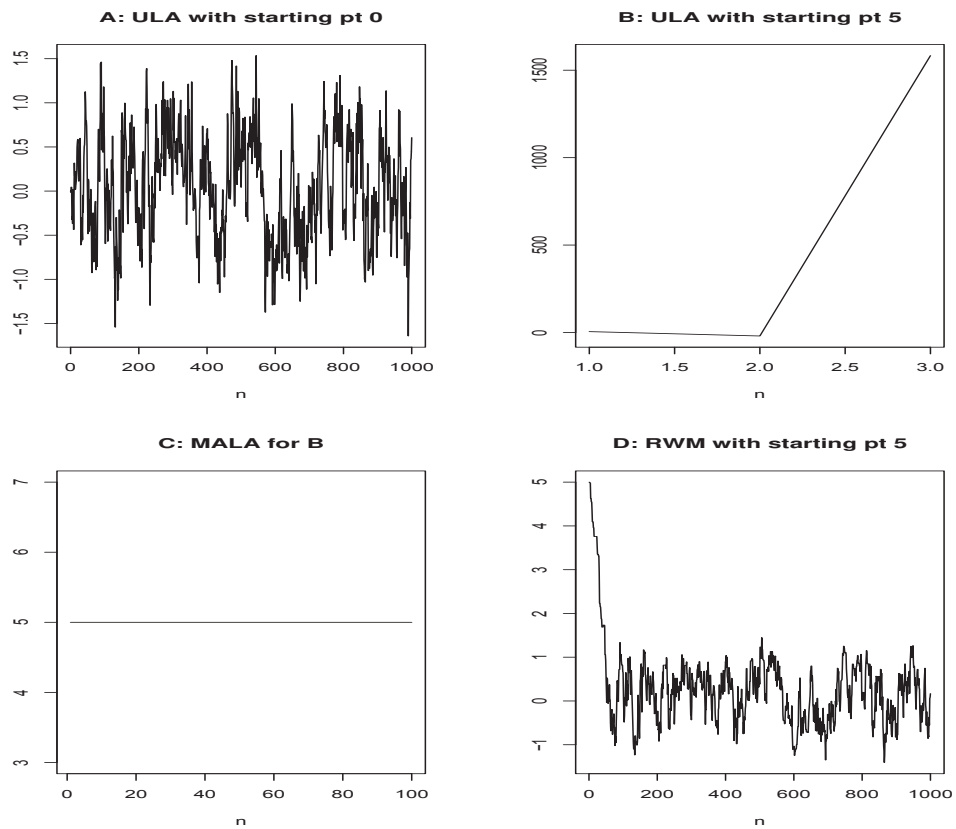 A: ULA with starting pt 0
1.5
1.0
0.5
0.0
-0.5
-1.0
-1.5
0 200 400 600 800 1000
n
B: ULA with starting pt 5
1500
1000
500
0
1.0 1.5 2.0 2.5 3.0
n
C: MALA for B
7
6
5
4
3
0 20 40 60 80 100
n
D: RWM with starting pt 5
5
4
3
2
1
0
-1
0 200 400 600 800 1000
n